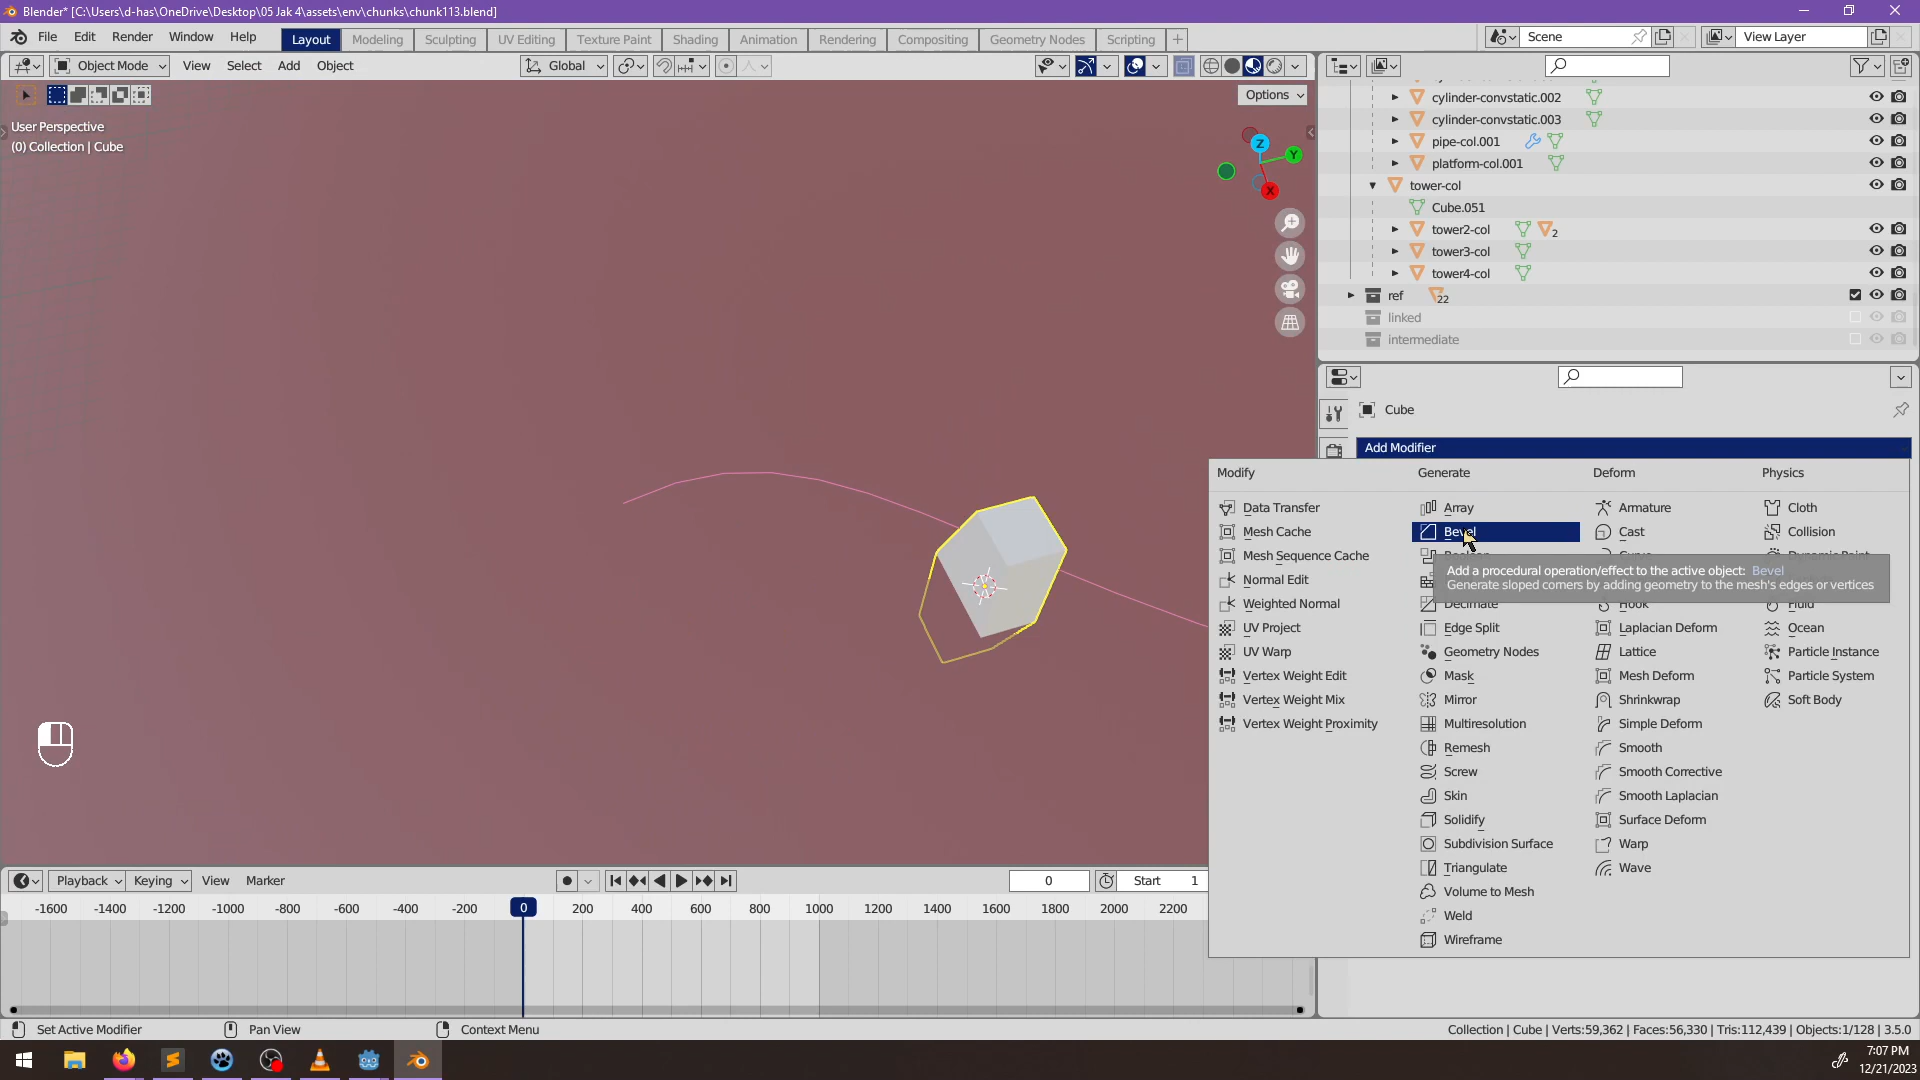 Blender* [C:\Users\d-has\OneDrive\Desktop\05 Jak 4\assets\env\chunks\chunk113.blend]
File Edit Render Window Help Layout Modeling Sculpting UV Editing Texture Paint Shading Animation Rendering Compositing Geometry Nodes Scripting + Scene View Layer
Object Mode View Select Add Object Global
Options
User Perspective
(0) Collection | Cube
Z
Y
X
cylinder-convstatic.002
cylinder-convstatic.003
pipe-col.001
platform-col.001
tower-col
Cube.051
tower2-col 2
tower3-col
tower4-col
ref 22
linked
intermediate
Cube
Add Modifier
Modify Generate Deform Physics
Data Transfer Array Armature Cloth
Mesh Cache Bevel Cast Collision
Mesh Sequence Cache
Add a procedural operation/effect to the active object: Bevel
Generate sloped corners by adding geometry to the mesh's edges or vertices
Normal Edit
Weighted Normal Decimate Hook Fluid
UV Project Edge Split Laplacian Deform Ocean
UV Warp Geometry Nodes Lattice Particle Instance
Vertex Weight Edit Mask Mesh Deform Particle System
Vertex Weight Mix Mirror Shrinkwrap Soft Body
Vertex Weight Proximity Multiresolution Simple Deform
Remesh Smooth
Screw Smooth Corrective
Skin Smooth Laplacian
Solidify Surface Deform
Subdivision Surface Warp
Triangulate Wave
Volume to Mesh
Weld
Wireframe
Playback Keying View Marker 0 Start 1
-1600 -1400 -1200 -1000 -800 -600 -400 -200 0 200 400 600 800 1000 1200 1400 1600 1800 2000 2200
Set Active Modifier Pan View Context Menu Collection | Cube | Verts:59,362 | Faces:56,330 | Tris:112,439 | Objects:1/128 | 3.5.0
7:07 PM
12/21/2023